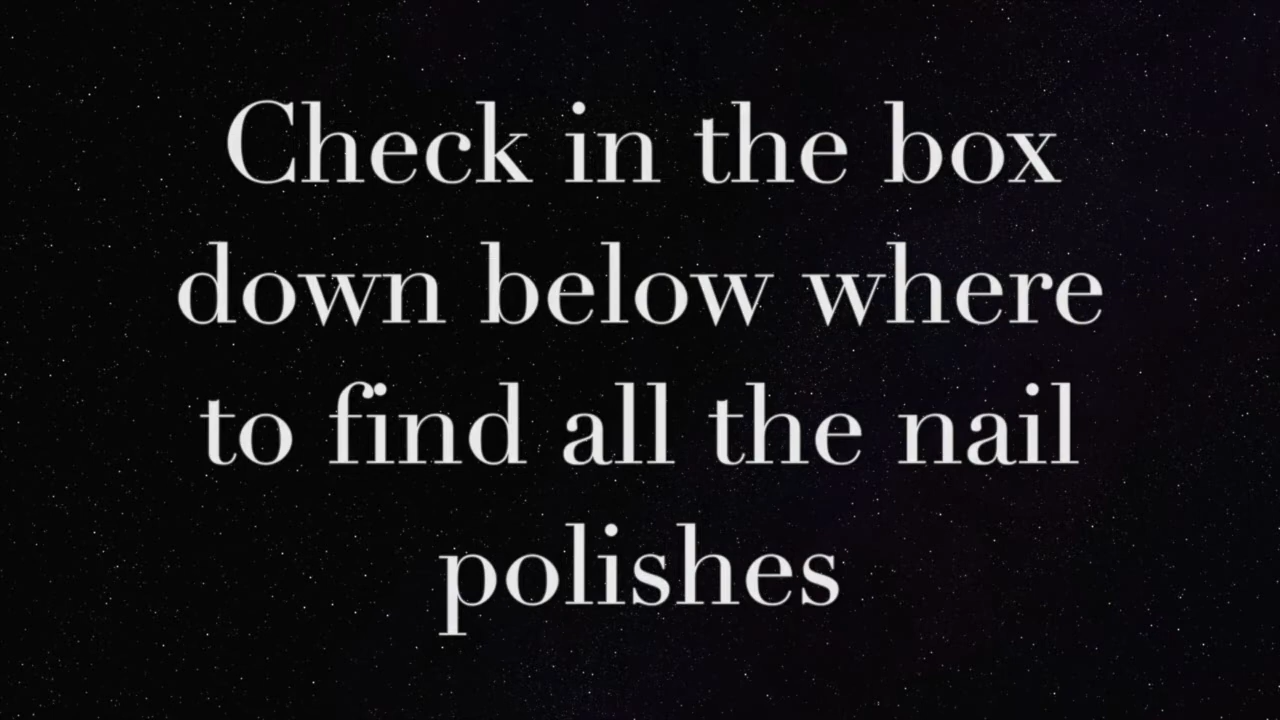 Check in the box
down below where
to find all the nail
polishes